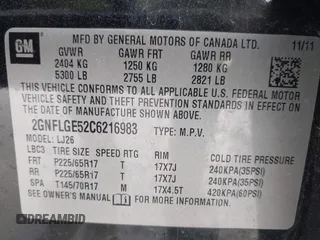 GM
MFD BY GENERAL MOTORS OF CANADA LTD. 11/11
GVWR GAWR FRT GAWR RR
2404 KG 1250 KG 1280 KG
5300 LB 2755 LB 2821 LB
THIS VEHICLE CONFORMS TO ALL APPLICABLE U.S. FEDERAL
MOTOR VEHICLE SAFETY STANDARDS IN EFFECT ON THE
DATE OF MANUFACTURE SHOWN ABOVE.
2GNFLGE52C6216983 TYPE: M.P.V.
MODEL: LJ26
LBC3 TIRE SIZE SPEED RTG RIM COLD TIRE PRESSURE
FRT P225/65R17 T 17X7J 240KPA(35PSI)
RR P225/65R17 T 17X7J 240KPA(35PSI)
SPA T145/70R17 M 17X4.5T 420KPA(60PSI)
SEE OWNER'S MANUAL FOR MORE INFORMATION
DREAMBID